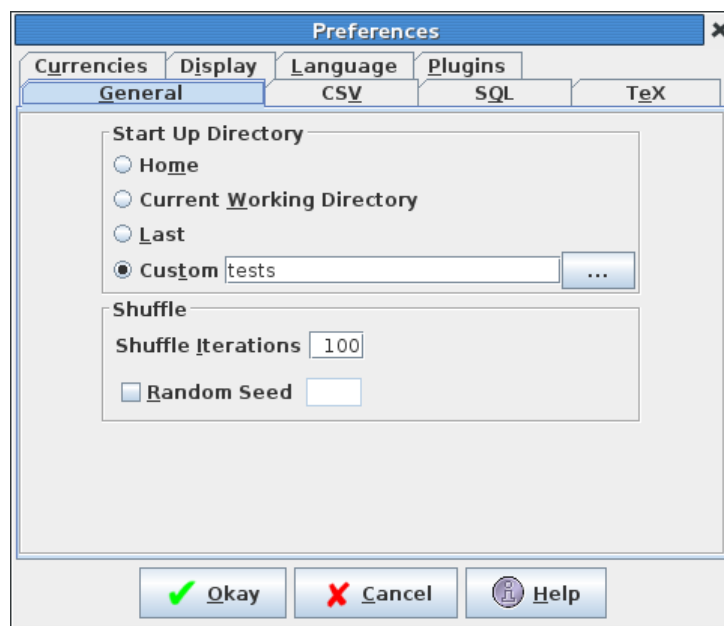 Preferences
Currencies Display Language Plugins
General CSV SQL TeX
Start Up Directory
Home
Current Working Directory
Last
Custom tests ...
Shuffle
Shuffle Iterations 100
Random Seed
Okay Cancel Help